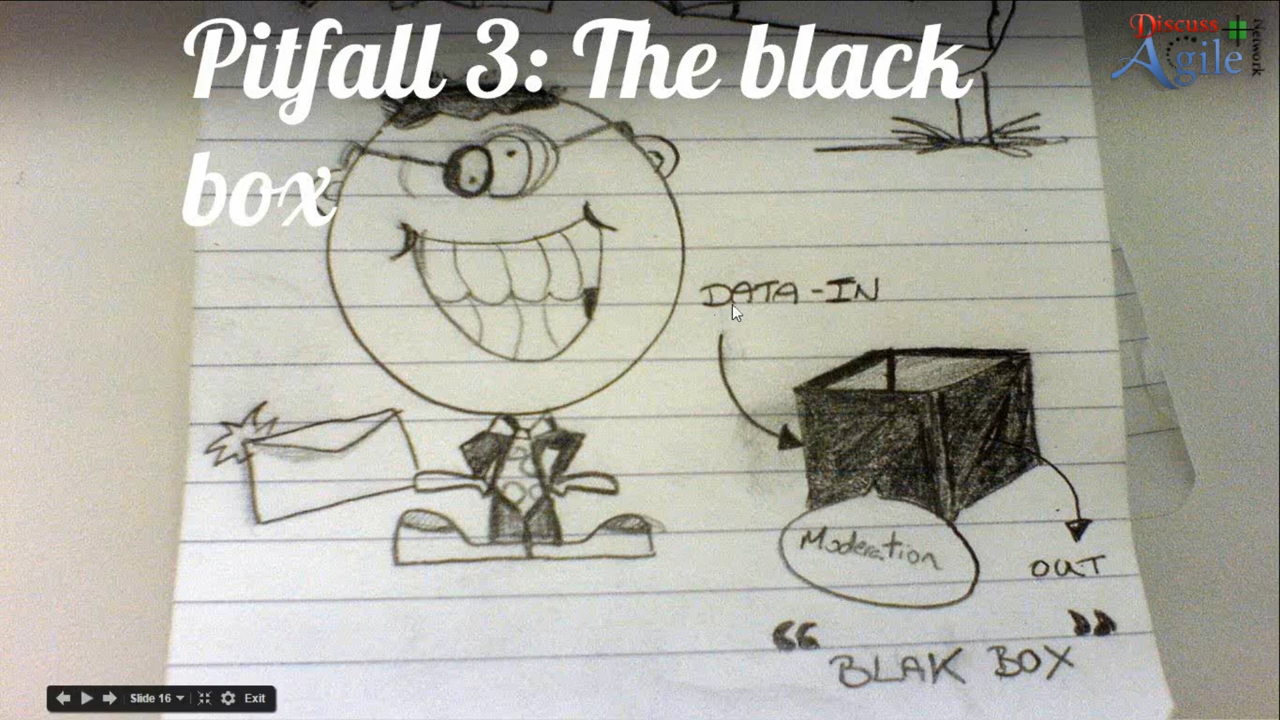 Pitfall 3: The black
box
Discuss
Agile
Network
DATA-IN
Moderation
OUT
“ BLAK BOX ”
Slide 16
Exit